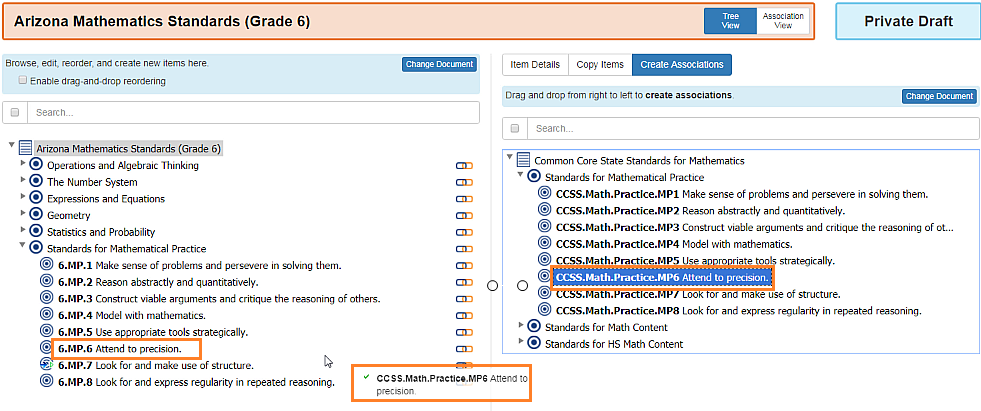 Arizona Mathematics Standards (Grade 6)
Tree View
Association View
Private Draft
Browse, edit, reorder, and create new items here.
Change Document
Enable drag-and-drop reordering
Search...
Arizona Mathematics Standards (Grade 6)
Operations and Algebraic Thinking
The Number System
Expressions and Equations
Geometry
Statistics and Probability
Standards for Mathematical Practice
6.MP.1 Make sense of problems and persevere in solving them.
6.MP.2 Reason abstractly and quantitatively.
6.MP.3 Construct viable arguments and critique the reasoning of others.
6.MP.4 Model with mathematics.
6.MP.5 Use appropriate tools strategically.
6.MP.6 Attend to precision.
6.MP.7 Look for and make use of structure.
6.MP.8 Look for and express regularity in repeated reasoning.
CCSS.Math.Practice.MP6 Attend to
precision.
Item Details
Copy Items
Create Associations
Drag and drop from right to left to create associations.
Change Document
Search...
Common Core State Standards for Mathematics
Standards for Mathematical Practice
CCSS.Math.Practice.MP1 Make sense of problems and persevere in solving them.
CCSS.Math.Practice.MP2 Reason abstractly and quantitatively.
CCSS.Math.Practice.MP3 Construct viable arguments and critique the reasoning of ot...
CCSS.Math.Practice.MP4 Model with mathematics.
CCSS.Math.Practice.MP5 Use appropriate tools strategically.
CCSS.Math.Practice.MP6 Attend to precision.
CCSS.Math.Practice.MP7 Look for and make use of structure.
CCSS.Math.Practice.MP8 Look for and express regularity in repeated reasoning.
Standards for Math Content
Standards for HS Math Content